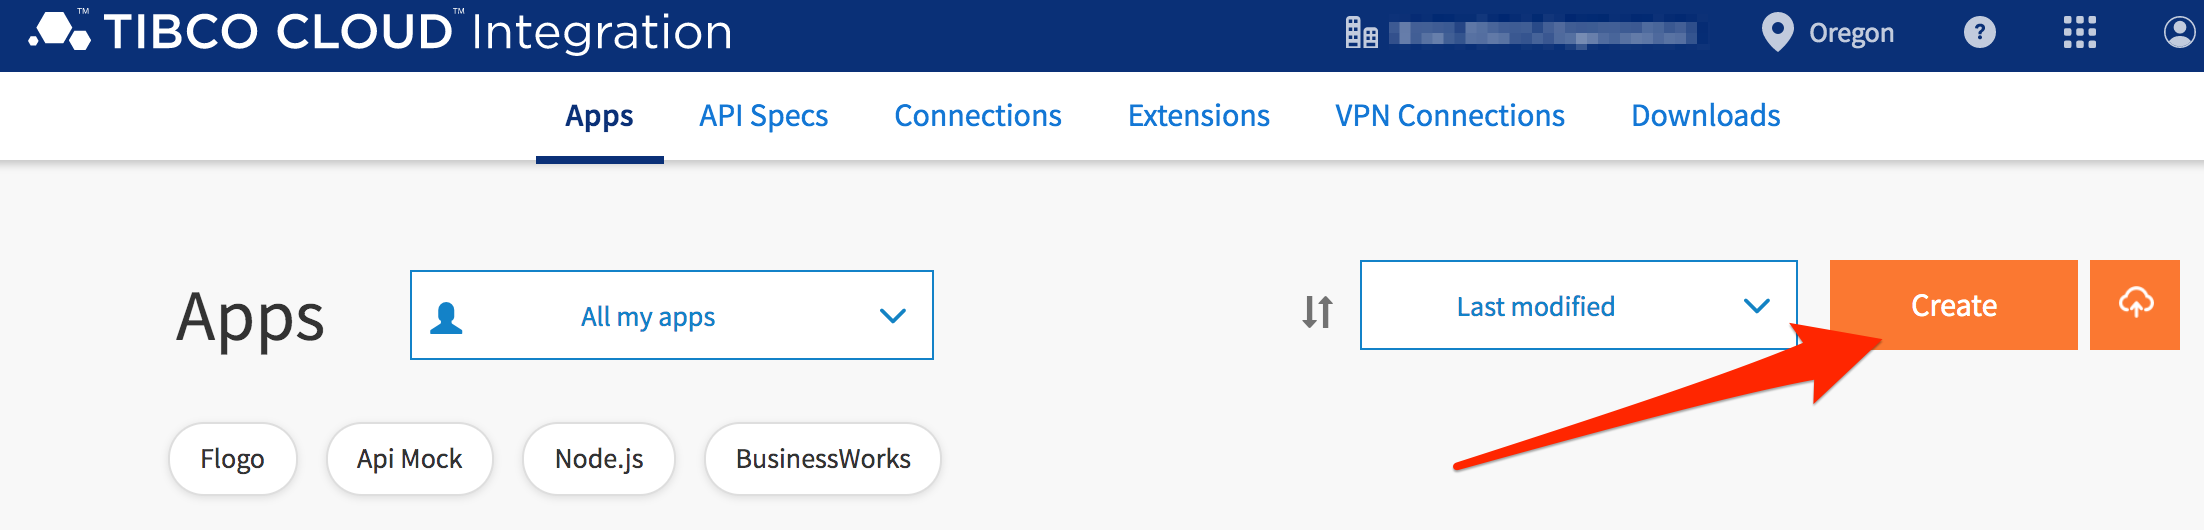 TIBCO CLOUD™ Integration
Oregon
?
Apps
API Specs
Connections
Extensions
VPN Connections
Downloads
Apps
All my apps
Last modified
Create
Flogo
Api Mock
Node.js
BusinessWorks